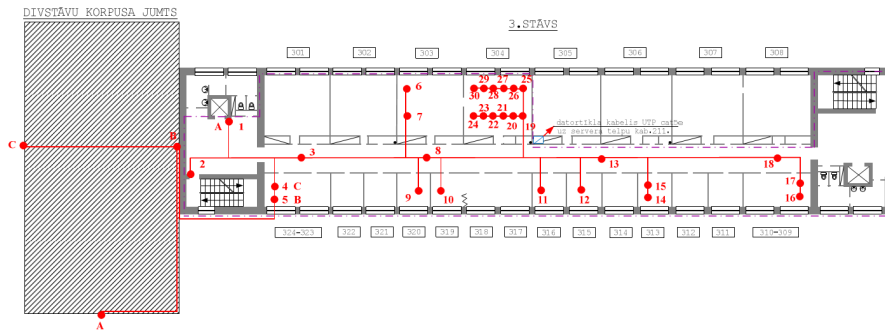 DIVSTĀVU KORPUSA JUMTS
3.STĀVS
301 302 303 304 305 306 307 308
6 29 27 25
30 28 26
7 23 21
24 22 20 19
datortīkla kabelis UTP cat5e
uz servera telpu kab.211.
A 1
C B
2 3 8 13 18
4 C 9 10 11 12 15 17
5 B 14 16
324-323 322 321 320 319 318 317 316 315 314 313 312 311 310-309
A